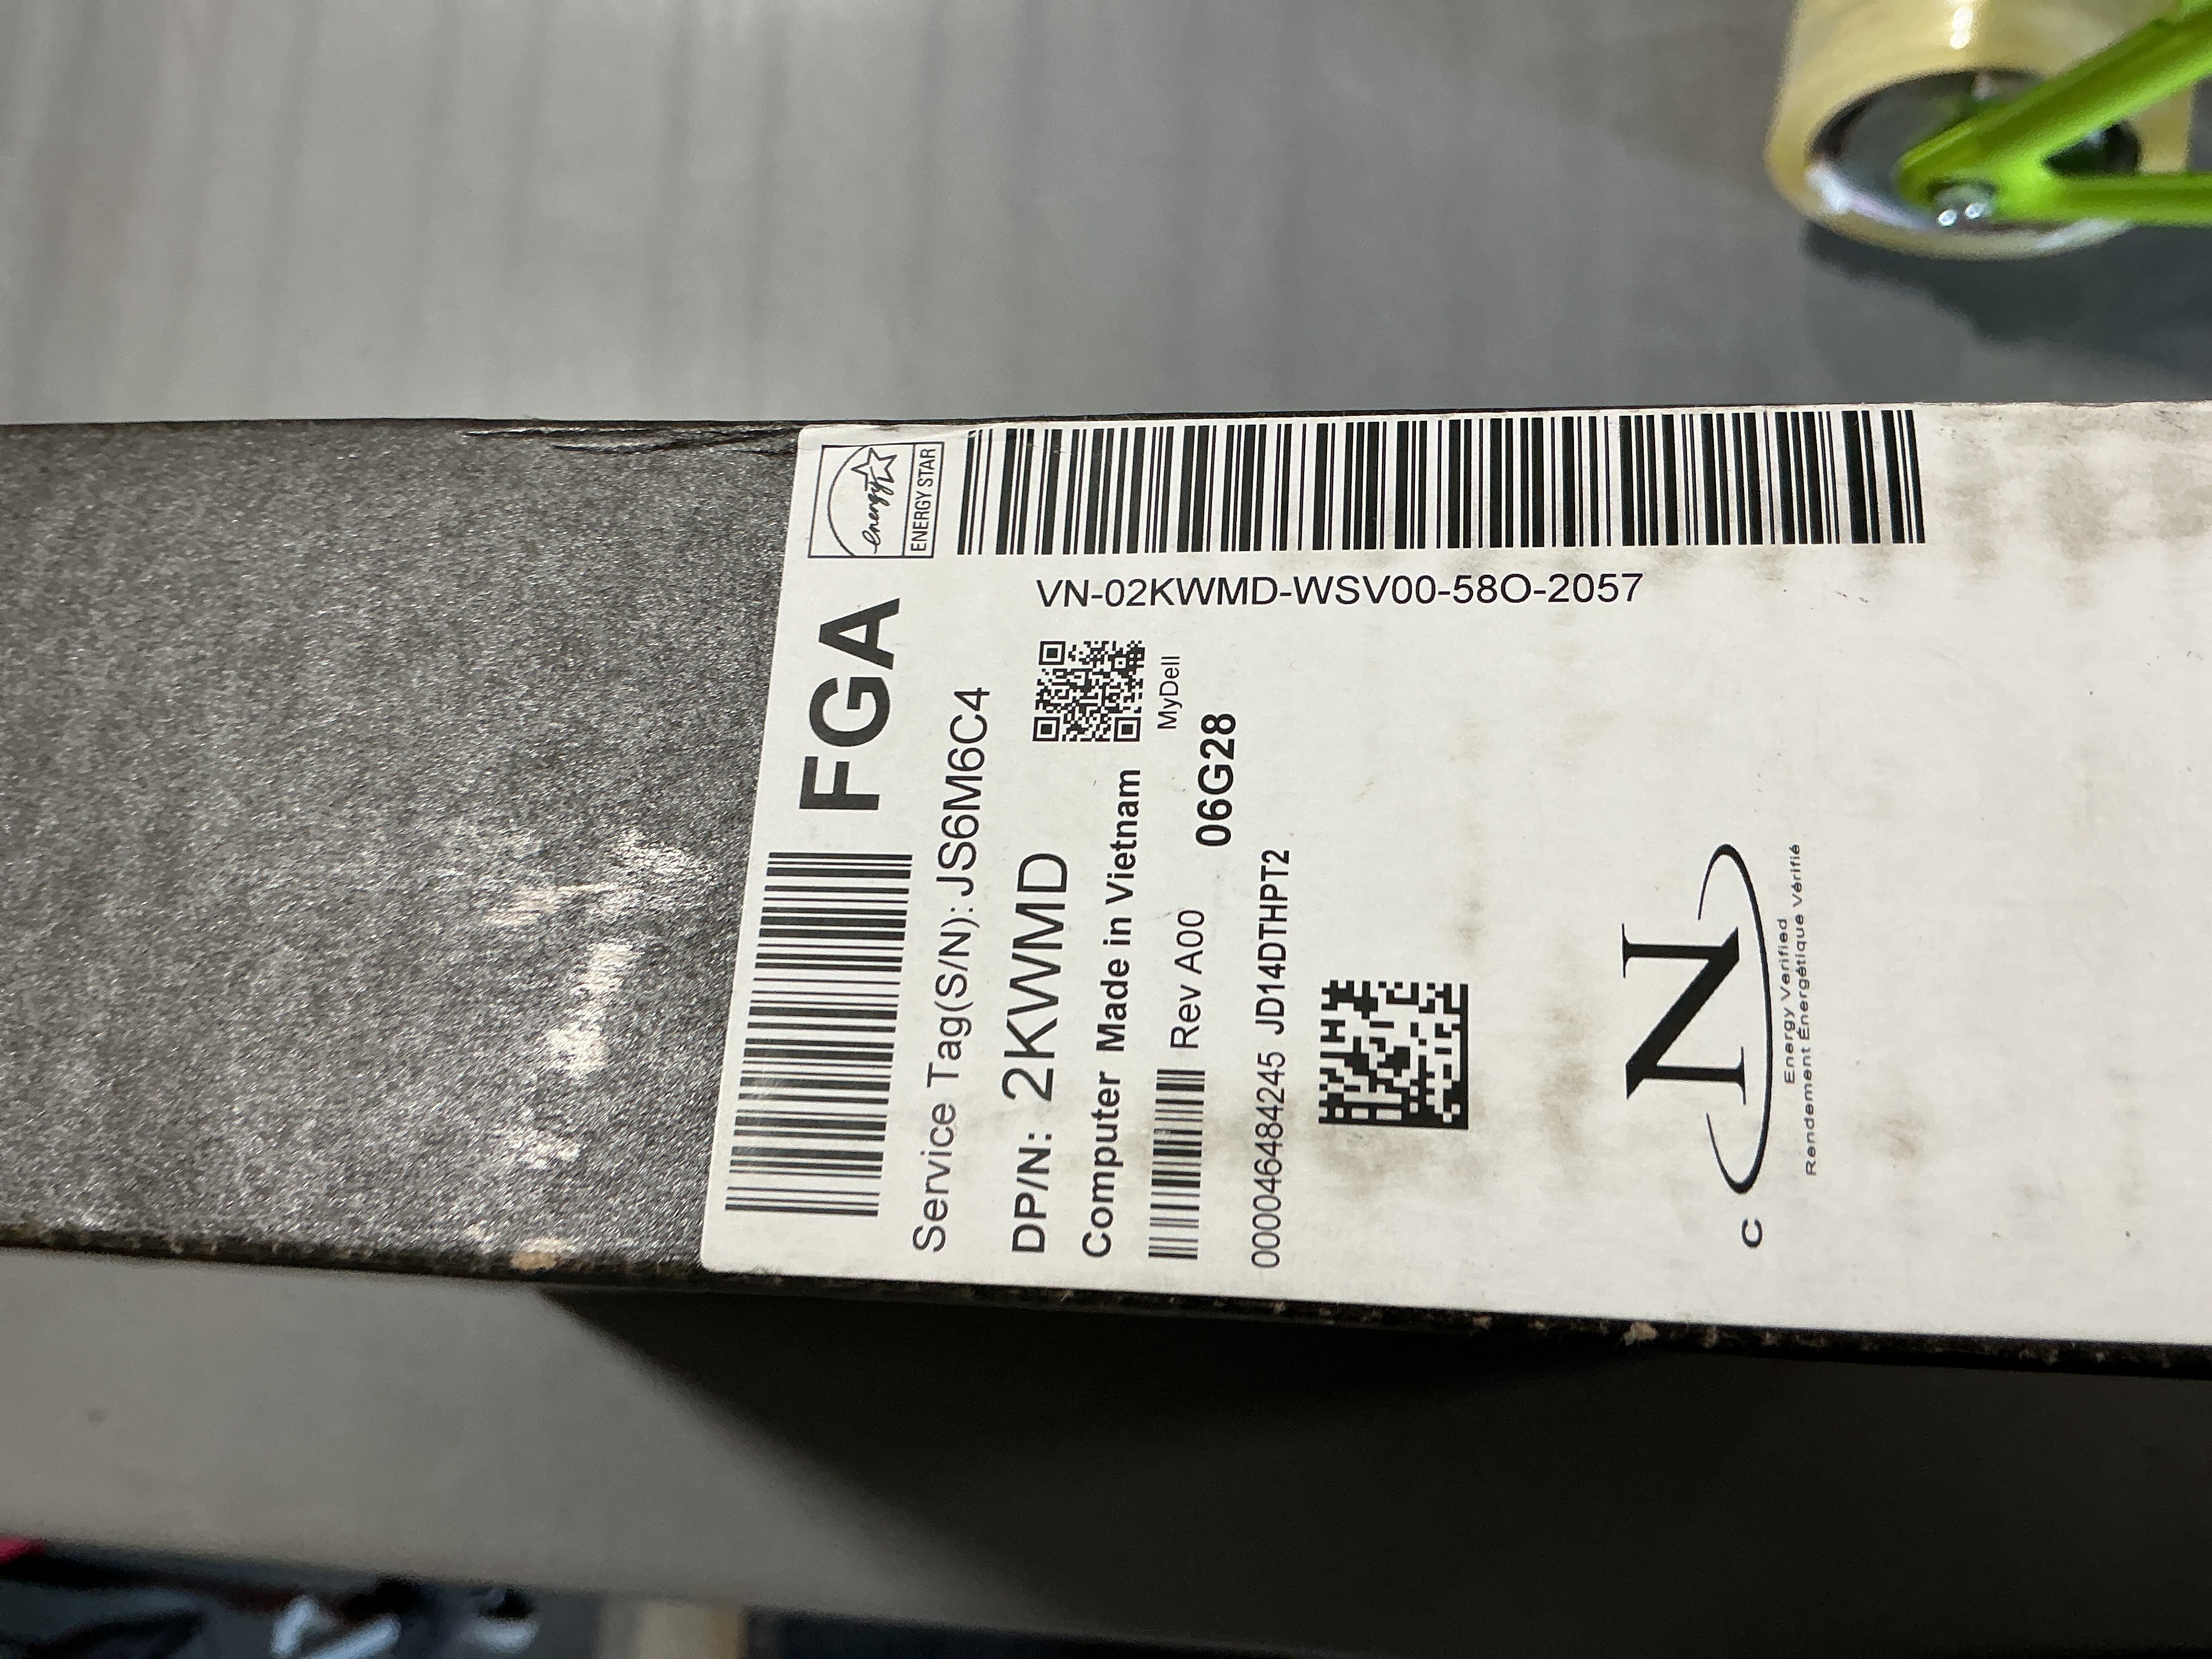 FGA
energy
ENERGY STAR
Service Tag(S/N):JS6M6C4
DP/N: 2KWMD
VN-02KWMD-WSV00-58O-2057
Computer Made in Vietnam
MyDell
Rev A00
06G28
000046484245 JD14DTHPT2
C N
Energy Verified
Rendement Énergétique Vérifié